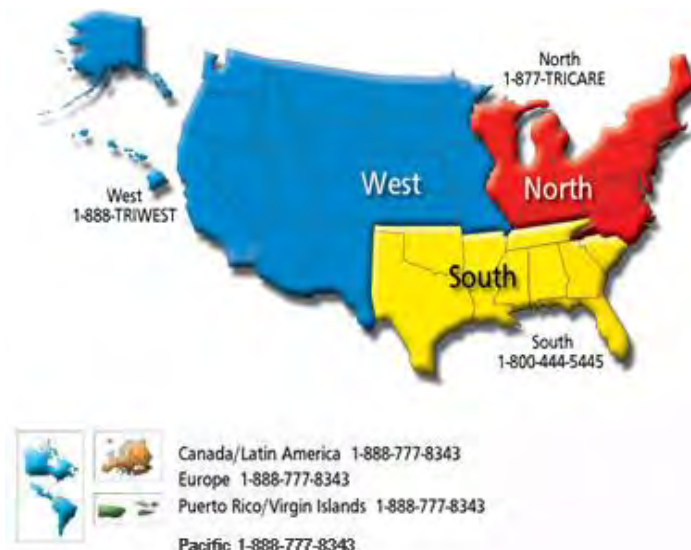 North
1-877-TRICARE
West
North
West
1-888-TRIWEST
South
South
1-800-444-5445
Canada/Latin America 1-888-777-8343
Europe 1-888-777-8343
Puerto Rico/Virgin Islands 1-888-777-8343
Pacific 1-888-777-8343